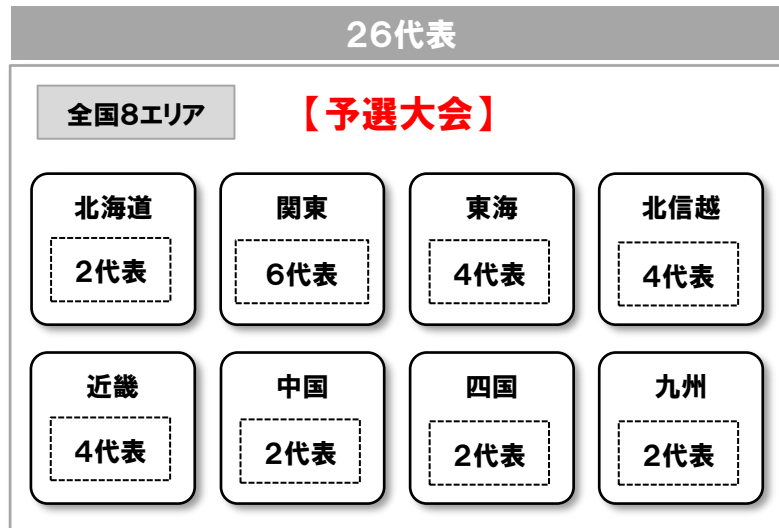 26代表
全国8エリア
【予選大会】
北海道
2代表
関東
6代表
東海
4代表
北信越
4代表
近畿
4代表
中国
2代表
四国
2代表
九州
2代表